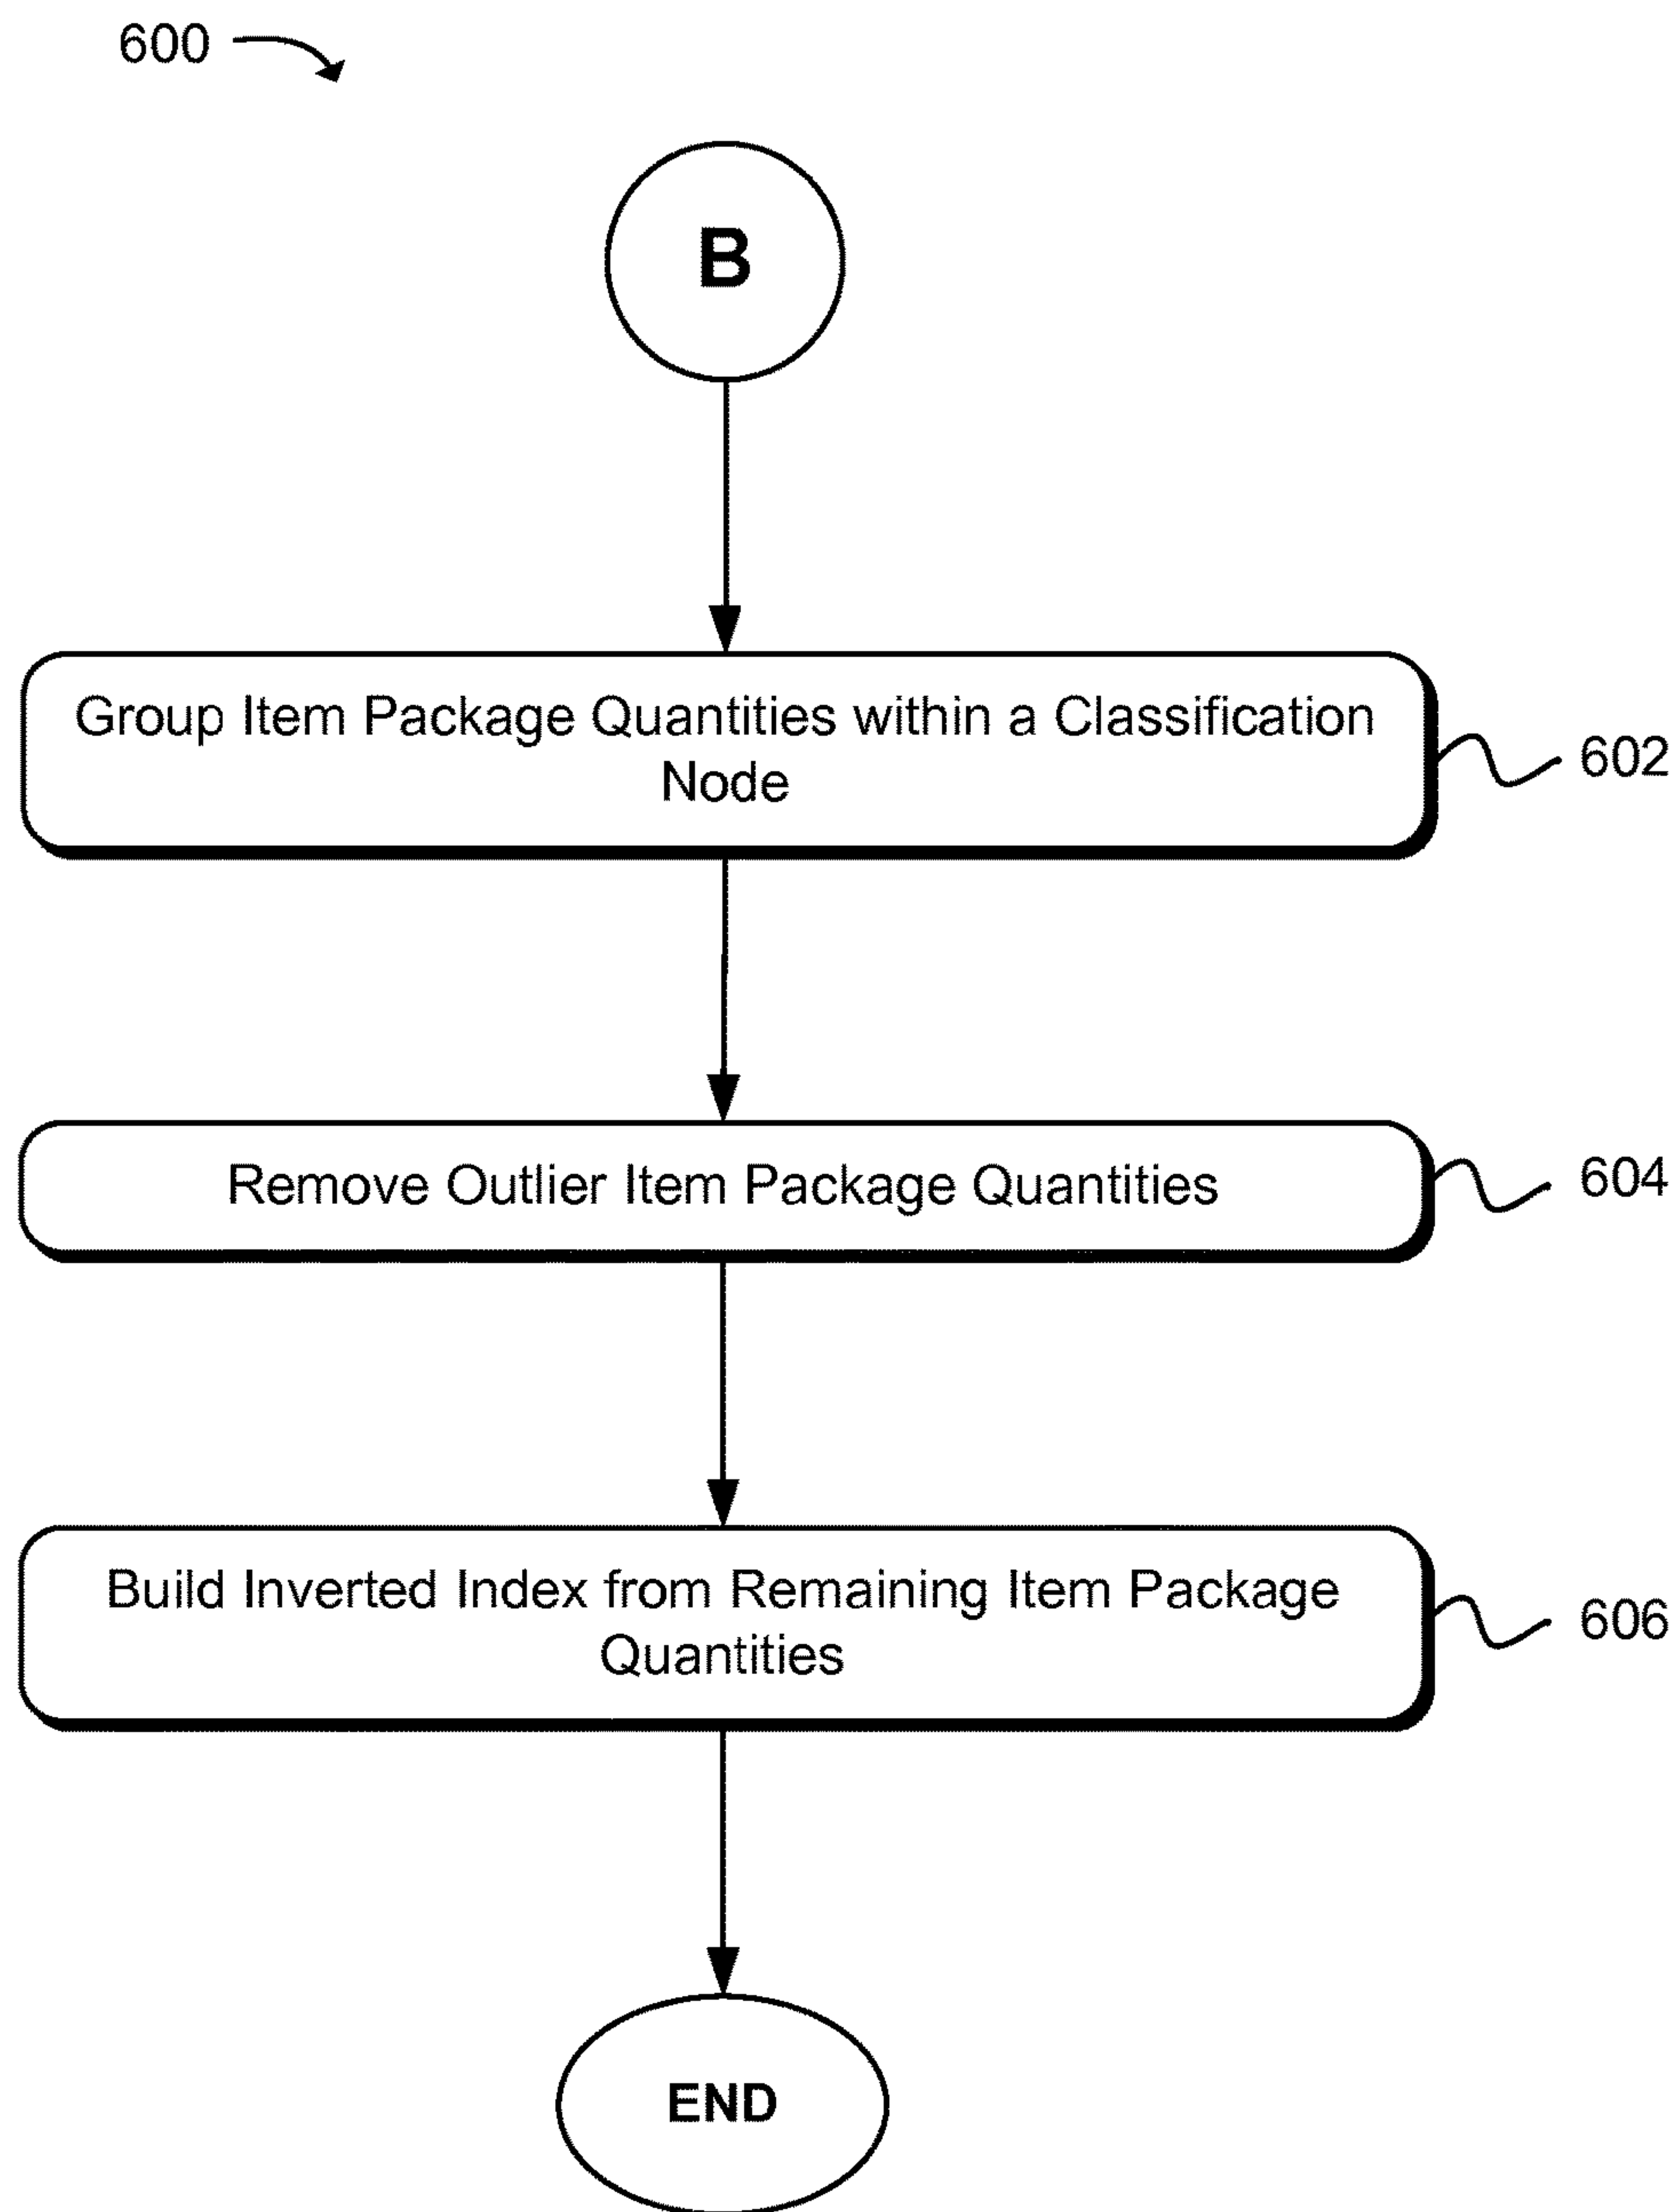 600
B
Group Item Package Quantities within a Classification
Node
602
Remove Outlier Item Package Quantities
604
Build Inverted Index from Remaining Item Package
Quantities
606
END